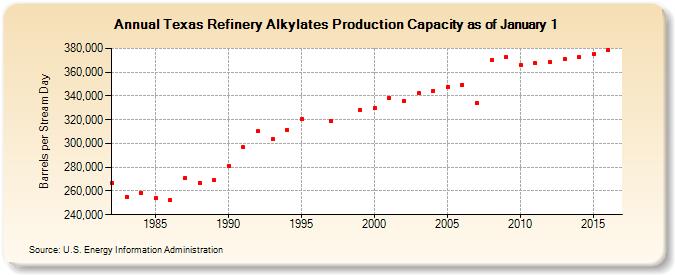 Annual Texas Refinery Alkylates Production Capacity as of January 1
Barrels per Stream Day
380,000
360,000
340,000
320,000
300,000
280,000
260,000
240,000
1985 1990 1995 2000 2005 2010 2015
Source: U.S. Energy Information Administration